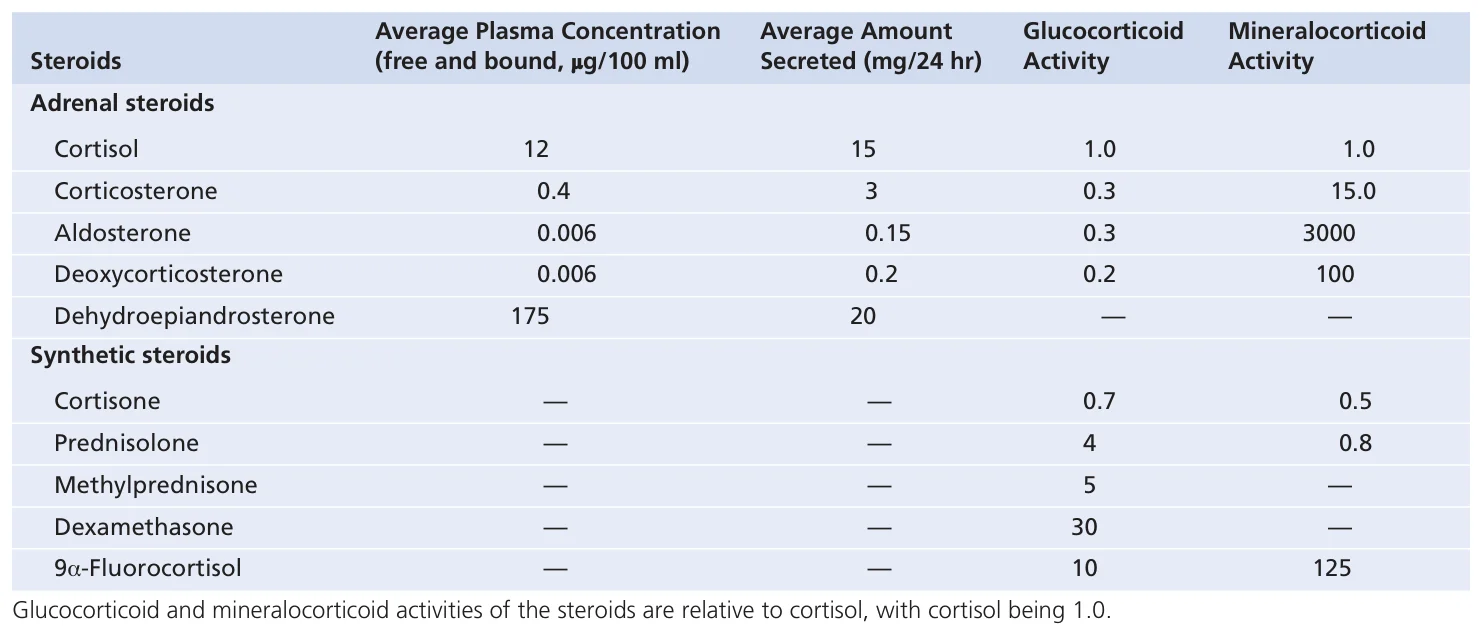 Steroids Average Plasma Concentration (free and bound, μg/100 ml) Average Amount Secreted (mg/24 hr) Glucocorticoid Activity Mineralocorticoid Activity
Adrenal steroids
Cortisol 12 15 1.0 1.0
Corticosterone 0.4 3 0.3 15.0
Aldosterone 0.006 0.15 0.3 3000
Deoxycorticosterone 0.006 0.2 0.2 100
Dehydroepiandrosterone 175 20 — —
Synthetic steroids
Cortisone — — 0.7 0.5
Prednisolone — — 4 0.8
Methylprednisone — — 5 —
Dexamethasone — — 30 —
9α-Fluorocortisol — — 10 125
Glucocorticoid and mineralocorticoid activities of the steroids are relative to cortisol, with cortisol being 1.0.